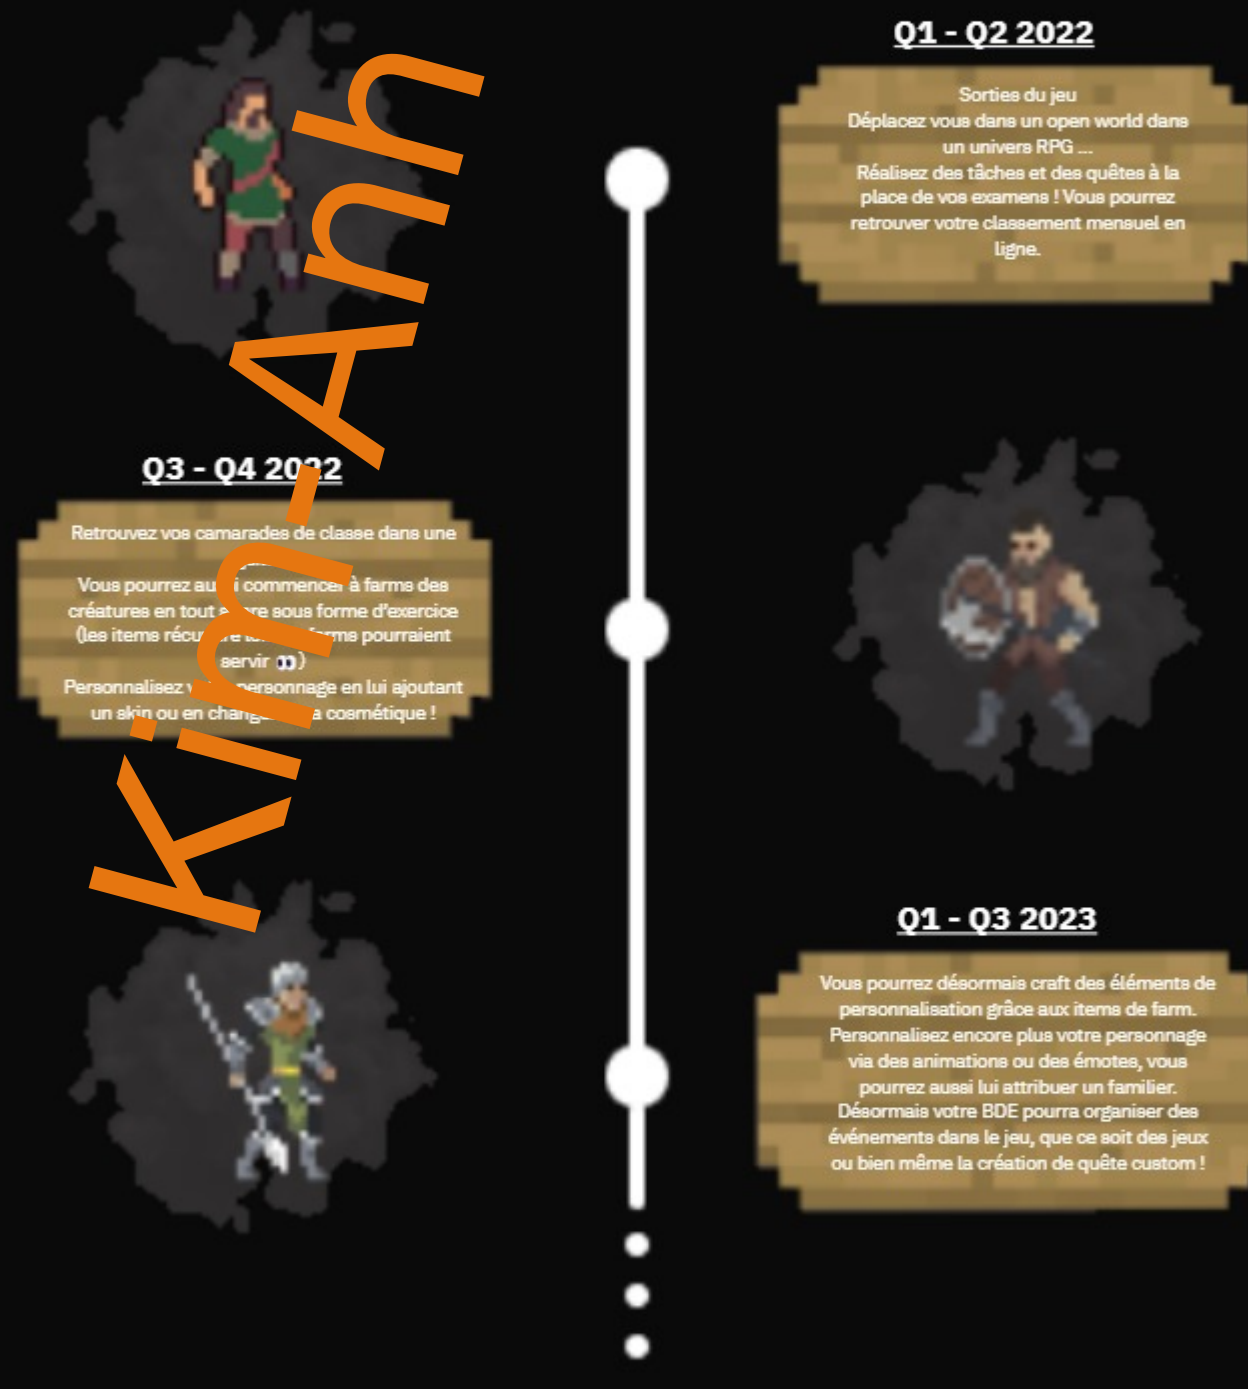 Q1 - Q2 2022
Sorties du jeu
Déplacez vous dans un open world dans
un univers RPG ...
Réalisez des tâches et des quêtes à la
place de vos examens ! Vous pourrez
retrouver votre classement mensuel en
ligne.
Q3 - Q4 2022
Retrouvez vos camarades de classe dans une
Vous pourrez commencer à farms des
créatures en tout sous forme d'exercice
(les items pourraient
servir 👀)
Personnalisez personnage en lui ajoutant
un skin ou en cosmétique !
Kim-Anh
Q1 - Q3 2023
Vous pourrez désormais craft des éléments de
personnalisation grâce aux items de farm.
Personnalisez encore plus votre personnage
via des animations ou des émotes, vous
pourrez aussi lui attribuer un familier.
Désormais votre BDE pourra organiser des
événements dans le jeu, que ce soit des jeux
ou bien même la création de quête custom !